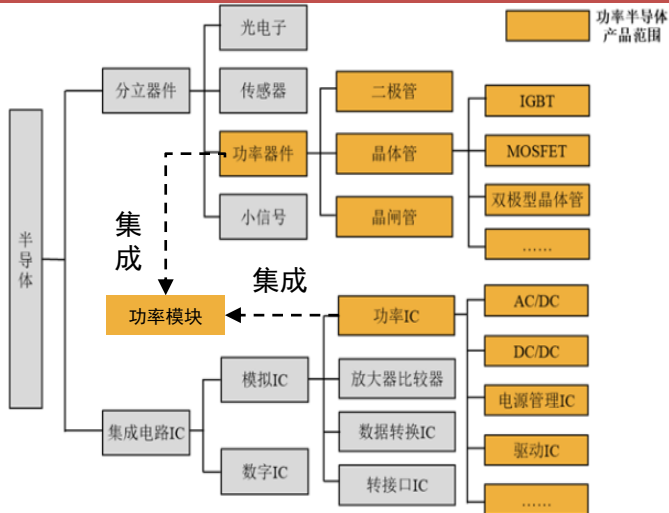 功率半导体
产品范围
光电子
分立器件
传感器
二极管
IGBT
功率器件
晶体管
MOSFET
双极型晶体管
小信号
晶闸管
……
半
导
体
集
成
集成
功率模块
功率IC
AC/DC
模拟IC
放大器比较器
DC/DC
电源管理IC
集成电路IC
数据转换IC
驱动IC
数字IC
转接口IC
……